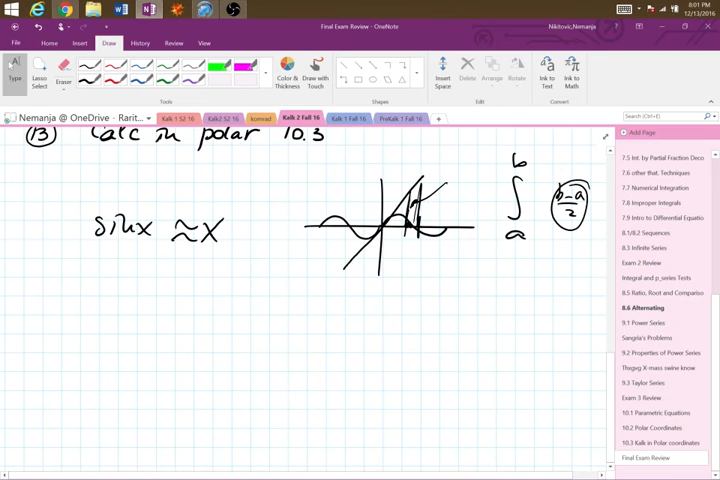 8:01 PM
12/13/2016
Final Exam Review - OneNote
Nikitovic,Nemanja
File Home Insert Draw History Review View
Type
Lasso Select
Eraser
Color & Thickness
Draw with Touch
Insert Space
Delete
Arrange
Rotate
Ink to Text
Ink to Math
Tools
Shapes
Edit
Convert
Nemanja @ OneDrive - Rarit...
Kalk 1 S2 16
Kalk2 S2 16
komrad
Kalk 2 Fall 16
Kalk 1 Fall 16
PreKalk 1 Fall 16
Search (Ctrl+E)
(13) Calc in polar 10.3
sinx ≈ x
b
∫
a
b-a
2
Add Page
7.5 Int. by Partial Fraction Deco
7.6 other that. Techniques
7.7 Numerical Integration
7.8 Improper Integrals
7.9 Intro to Differential Equatio
8.1/8.2 Sequences
8.3 Infinite Series
Exam 2 Review
Integral and p_series Tests
8.5 Ratio, Root and Compariso
8.6 Alternating
9.1 Power Series
Sangria's Problems
9.2 Properties of Power Series
Thgvg X-mass swine know
9.3 Taylor Series
Exam 3 Review
10.1 Parametric Equations
10.2 Polar Coordinates
10.3 Kalk in Polar coordinates
Final Exam Review